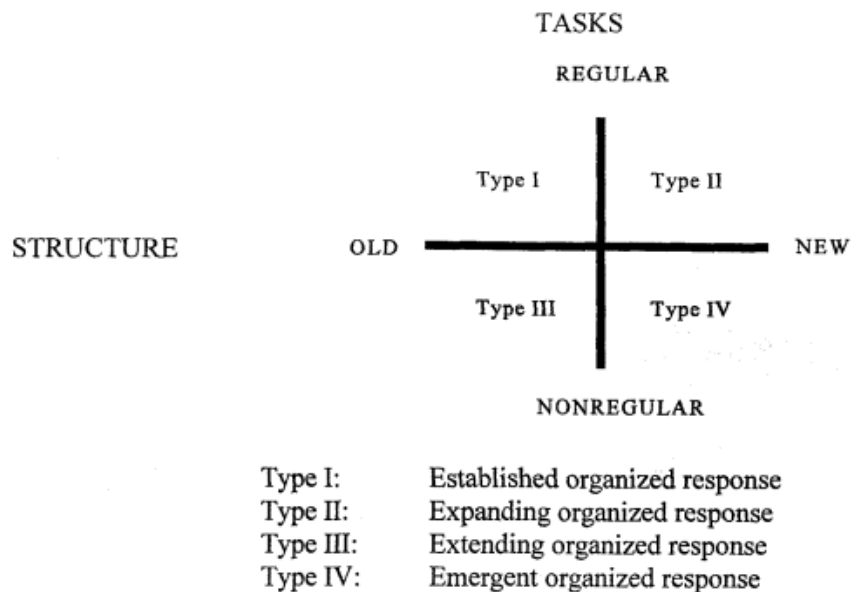 TASKS
REGULAR
Type I Type II
STRUCTURE OLD NEW
Type III Type IV
NONREGULAR
Type I: Established organized response
Type II: Expanding organized response
Type III: Extending organized response
Type IV: Emergent organized response